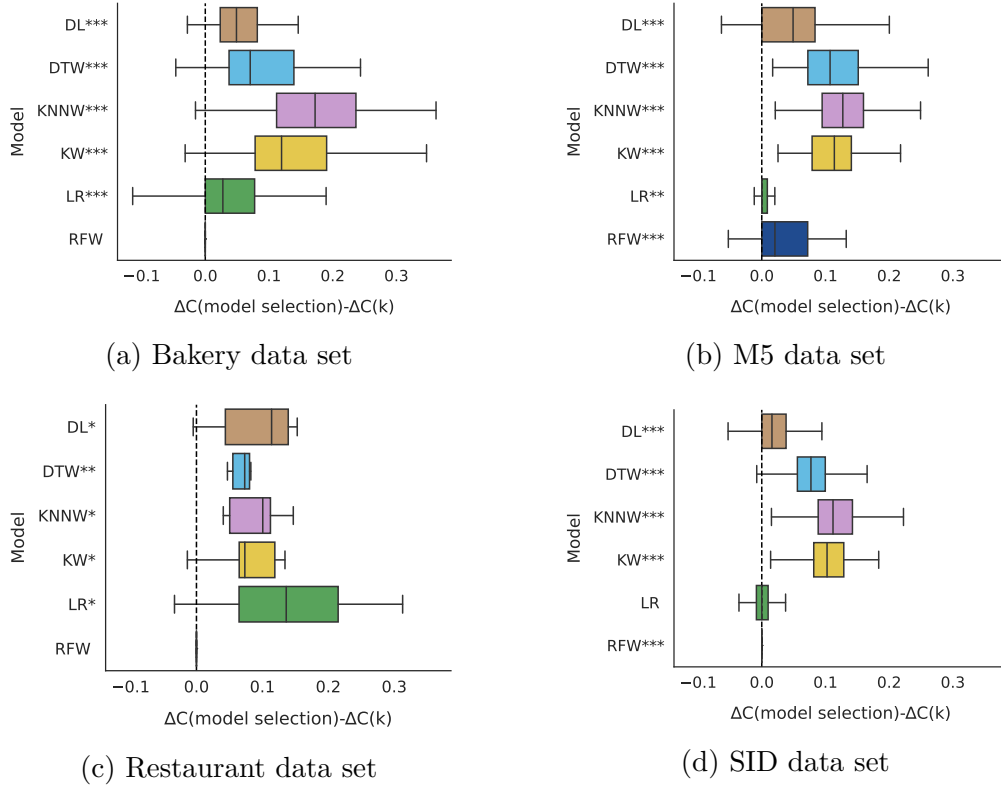 DL***
DTW***
KNNW***
KW***
LR***
RFW
Model
−0.1 0.0 0.1 0.2 0.3
ΔC(model selection)-ΔC(k)
(a) Bakery data set
DL***
DTW***
KNNW***
KW***
LR**
RFW***
Model
−0.1 0.0 0.1 0.2 0.3
ΔC(model selection)-ΔC(k)
(b) M5 data set
DL*
DTW**
KNNW*
KW*
LR*
RFW
Model
−0.1 0.0 0.1 0.2 0.3
ΔC(model selection)-ΔC(k)
(c) Restaurant data set
DL***
DTW***
KNNW***
KW***
LR
RFW***
Model
−0.1 0.0 0.1 0.2 0.3
ΔC(model selection)-ΔC(k)
(d) SID data set